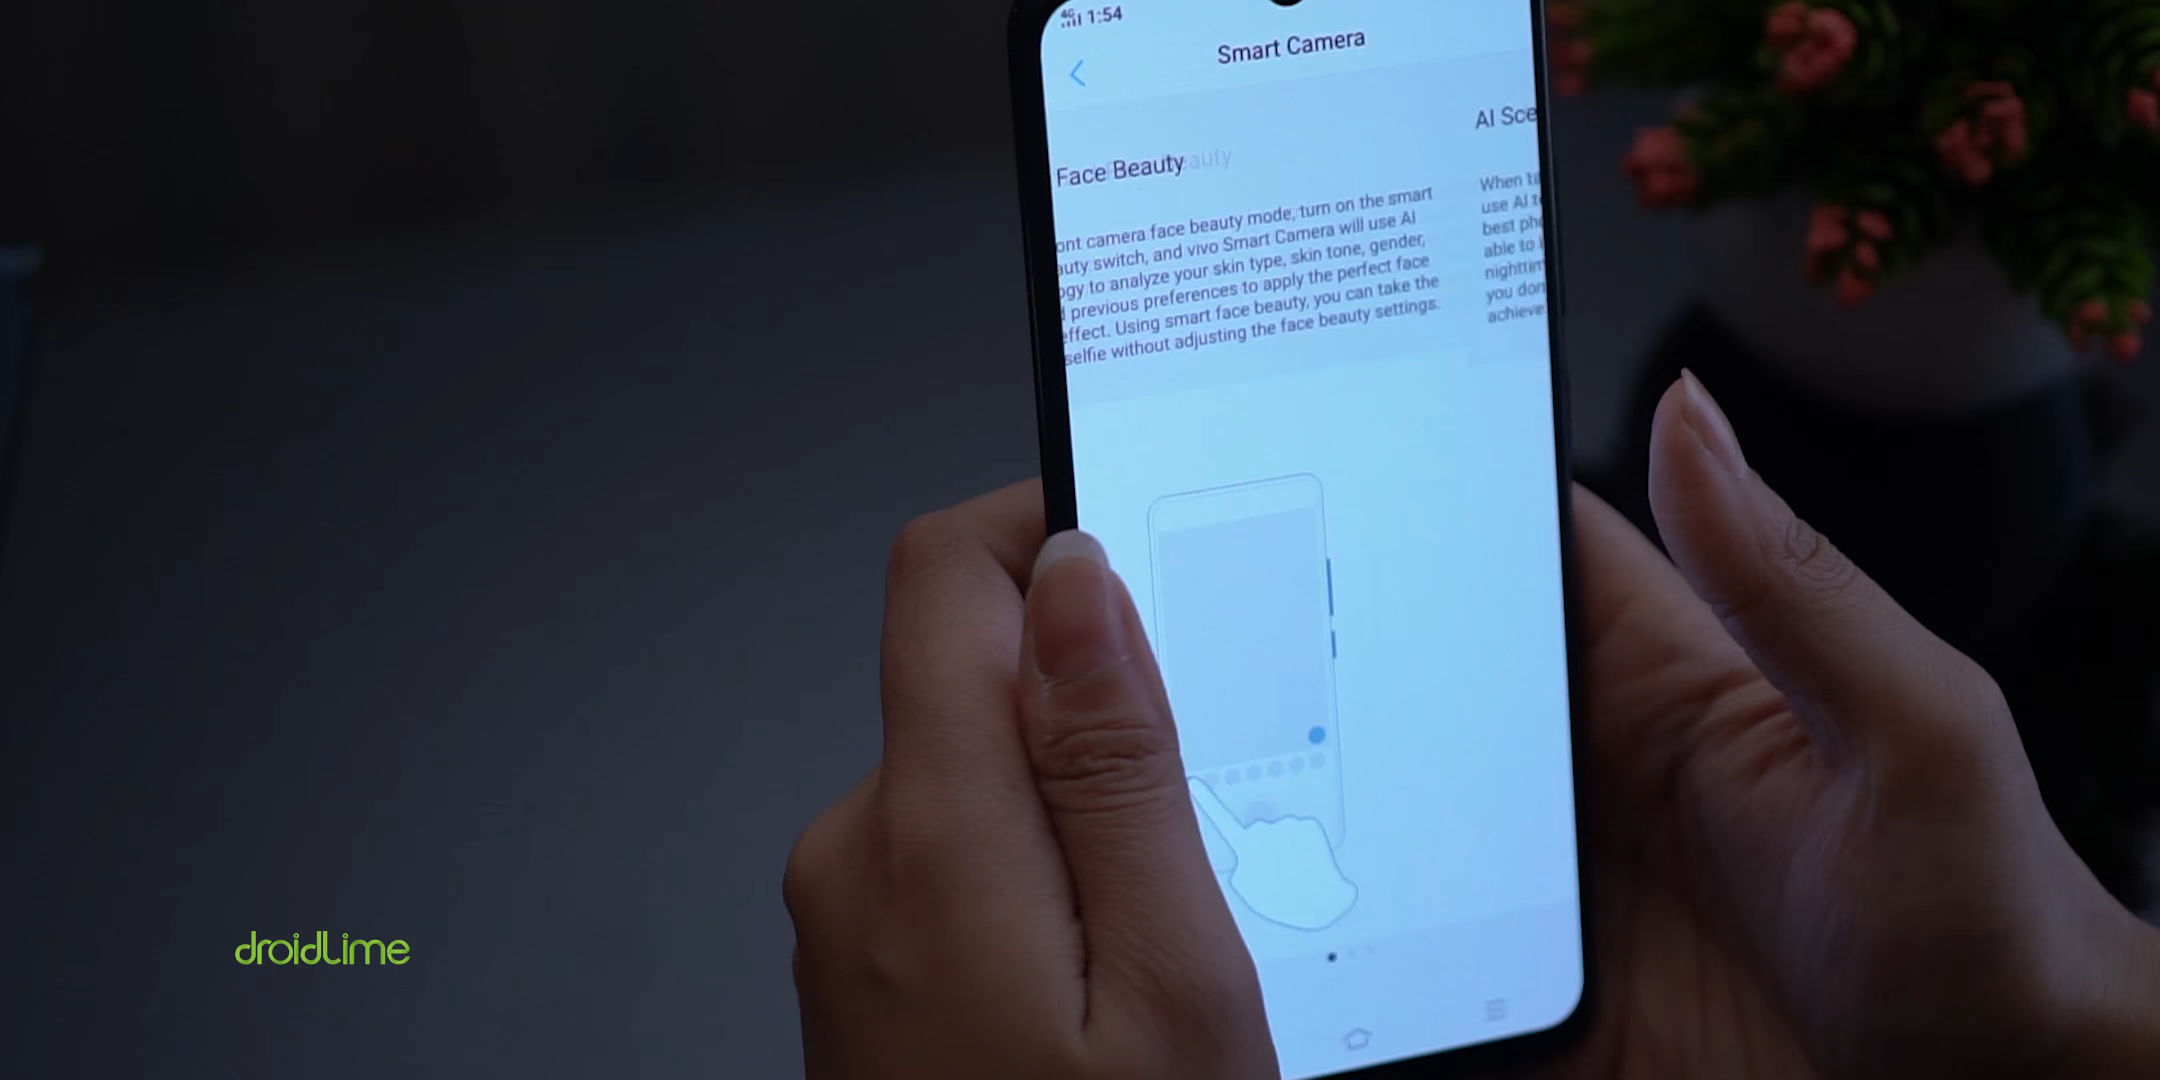 4G 1:54
Smart Camera
Face Beauty
ont camera face beauty mode, turn on the smart
auty switch, and vivo Smart Camera will use AI
ogy to analyze your skin type, skin tone, gender,
previous preferences to apply the perfect face
effect. Using smart face beauty, you can take the
selfie without adjusting the face beauty settings.
AI Sce
When ta
use AI t
best pho
able to
nighttim
you don
achieve
droidlime